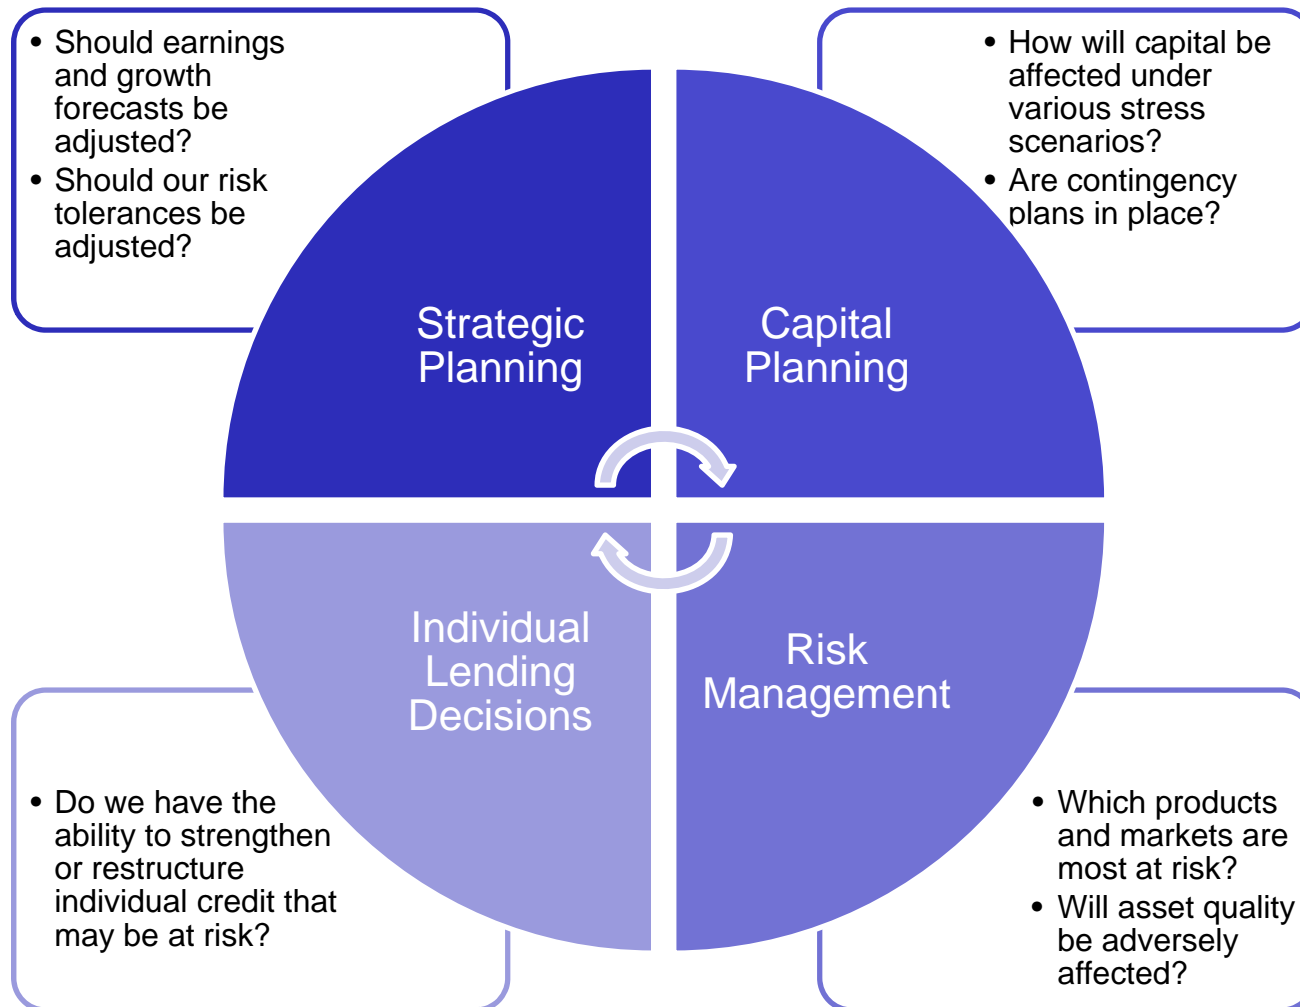 • Should earnings
and growth
forecasts be
adjusted?
• Should our risk
tolerances be
adjusted?
• How will capital be
affected under
various stress
scenarios?
• Are contingency
plans in place?
Strategic
Planning
Capital
Planning
Individual
Lending
Decisions
Risk
Management
• Do we have the
ability to strengthen
or restructure
individual credit that
may be at risk?
• Which products
and markets are
most at risk?
• Will asset quality
be adversely
affected?